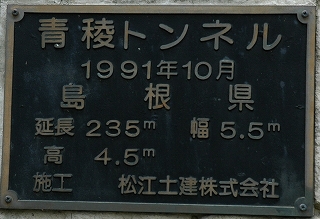 青稜トンネル
1991年10月
島根県
延長 235m 幅 5.5m
高 4.5m
施工 松江土建株式会社